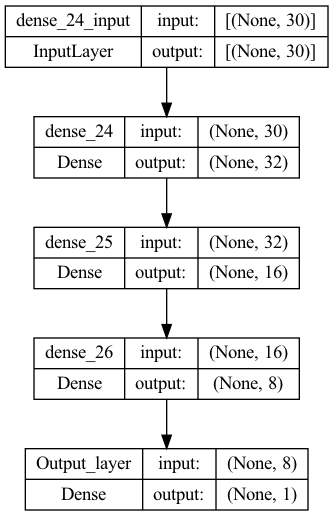 dense_24_input input: [(None, 30)]
InputLayer output: [(None, 30)]
dense_24 input: (None, 30)
Dense output: (None, 32)
dense_25 input: (None, 32)
Dense output: (None, 16)
dense_26 input: (None, 16)
Dense output: (None, 8)
Output_layer input: (None, 8)
Dense output: (None, 1)